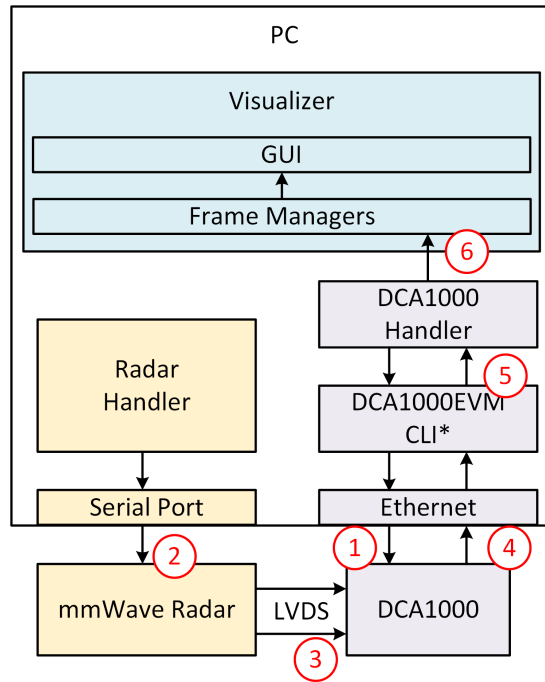 PC
Visualizer
GUI
Frame Managers
6
DCA1000
Handler
Radar
Handler
5
DCA1000EVM
CLI*
Serial Port
Ethernet
2
1
4
mmWave Radar
LVDS
DCA1000
3